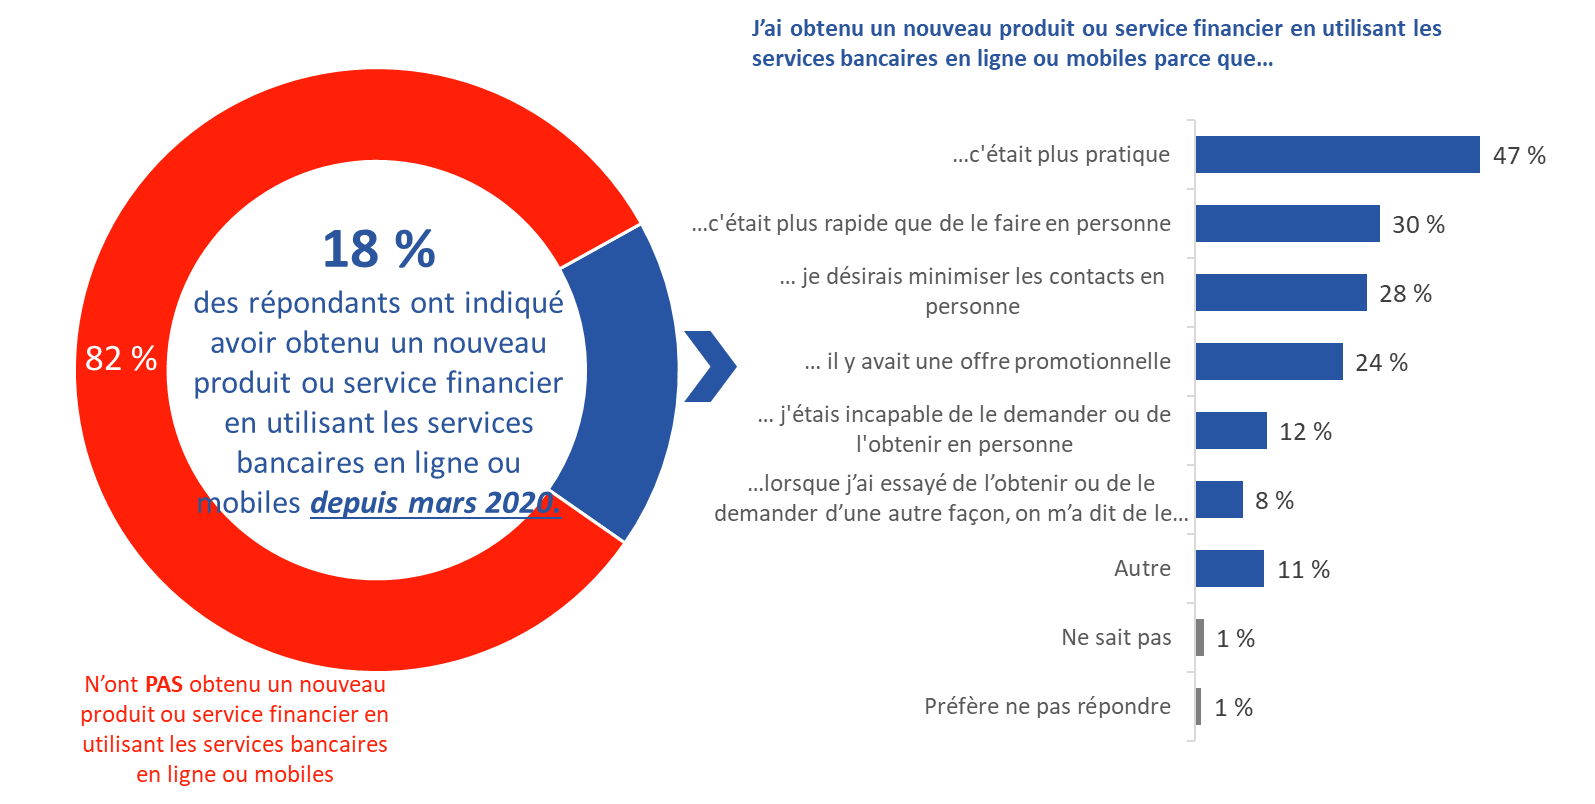 J’ai obtenu un nouveau produit ou service financier en utilisant les
services bancaires en ligne ou mobiles parce que…
18 %
des répondants ont indiqué
avoir obtenu un nouveau
produit ou service financier
en utilisant les services
bancaires en ligne ou
mobiles depuis mars 2020.
82 %
N’ont PAS obtenu un nouveau
produit ou service financier en
utilisant les services bancaires
en ligne ou mobiles
…c'était plus pratique
47 %
…c'était plus rapide que de le faire en personne
30 %
… je désirais minimiser les contacts en
personne
28 %
… il y avait une offre promotionnelle
24 %
… j'étais incapable de le demander ou de
l'obtenir en personne
12 %
…lorsque j’ai essayé de l’obtenir ou de le
demander d’une autre façon, on m’a dit de le…
8 %
Autre
11 %
Ne sait pas
1 %
Préfère ne pas répondre
1 %